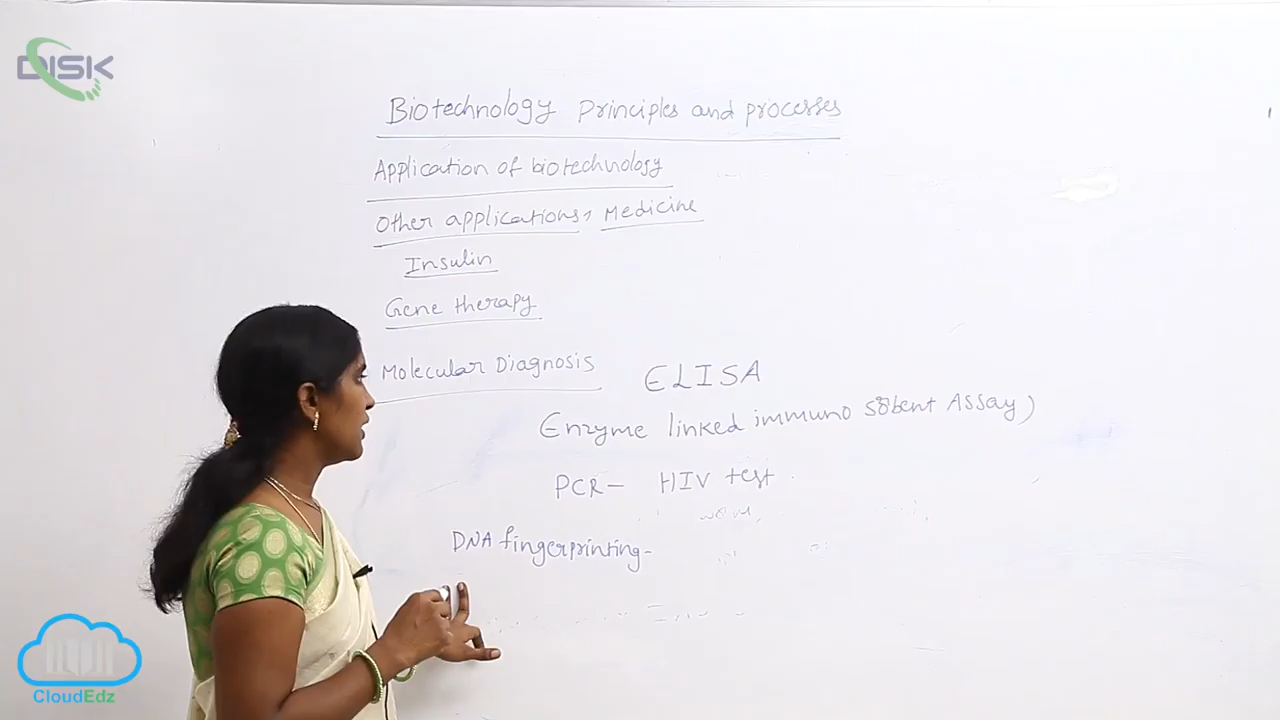 DISK
Biotechnology Principles and processes
Application of biotechnology
Other applications, Medicine
Insulin
Gene therapy
Molecular Diagnosis ELISA
Enzyme linked immuno Sorbent Assay)
PCR- HIV test
DNA fingerprinting-
CloudEdz